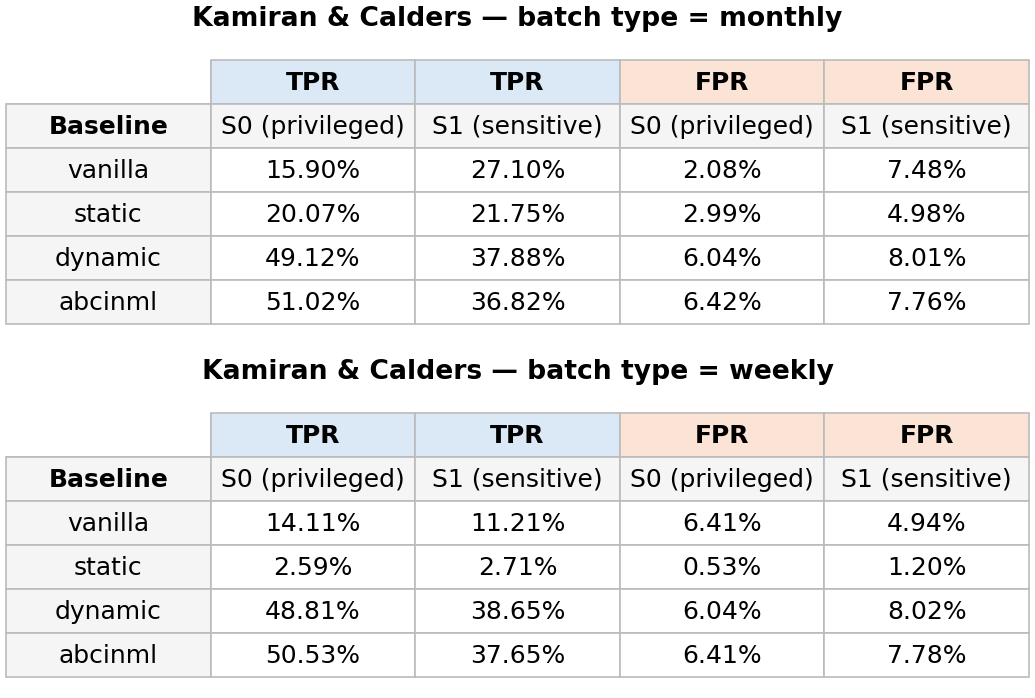 Kamiran & Calders — batch type = monthly
TPR TPR FPR FPR
Baseline S0 (privileged) S1 (sensitive) S0 (privileged) S1 (sensitive)
vanilla 15.90% 27.10% 2.08% 7.48%
static 20.07% 21.75% 2.99% 4.98%
dynamic 49.12% 37.88% 6.04% 8.01%
abcinml 51.02% 36.82% 6.42% 7.76%
Kamiran & Calders — batch type = weekly
TPR TPR FPR FPR
Baseline S0 (privileged) S1 (sensitive) S0 (privileged) S1 (sensitive)
vanilla 14.11% 11.21% 6.41% 4.94%
static 2.59% 2.71% 0.53% 1.20%
dynamic 48.81% 38.65% 6.04% 8.02%
abcinml 50.53% 37.65% 6.41% 7.78%